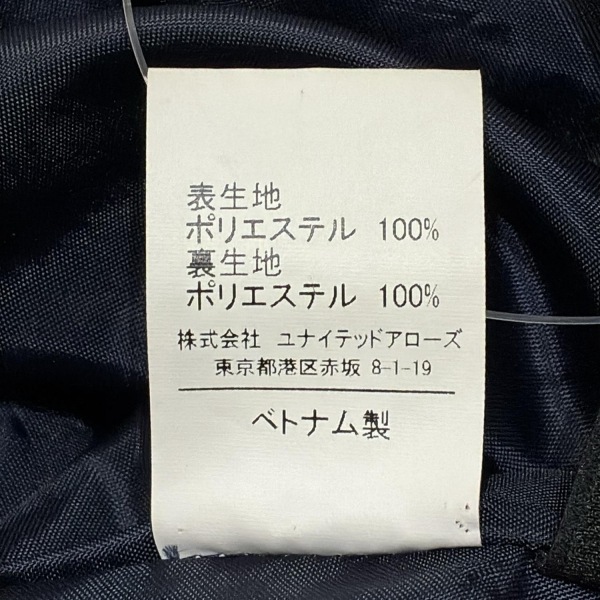 表生地
ポリエステル 100%
裏生地
ポリエステル 100%
株式会社 ユナイテッドアローズ
東京都港区赤坂 8-1-19
ベトナム製